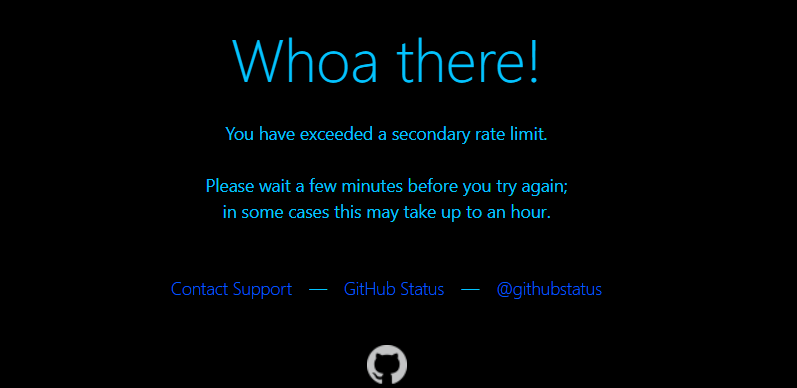 Whoa there!
You have exceeded a secondary rate limit.
Please wait a few minutes before you try again;
in some cases this may take up to an hour.
Contact Support — GitHub Status — @githubstatus